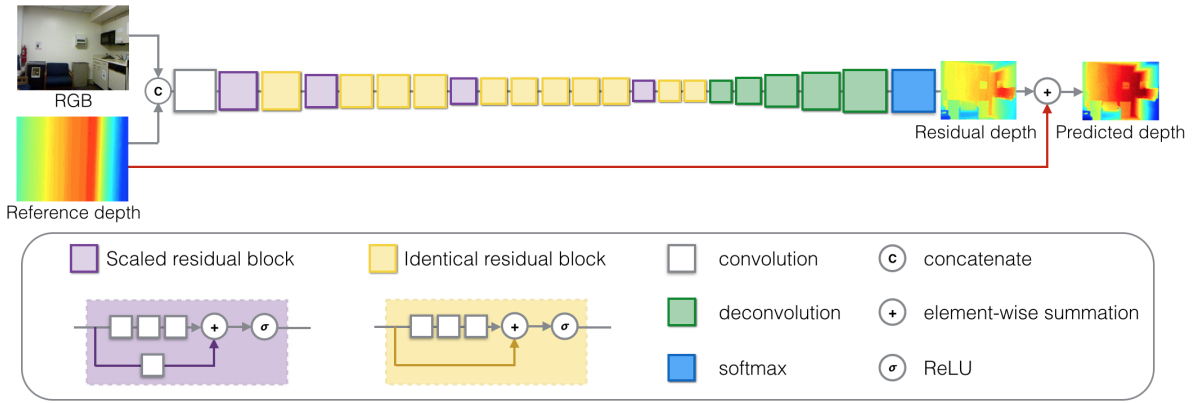 RGB
C
+
Residual depth
Predicted depth
Reference depth
Scaled residual block
Identical residual block
convolution
C
concatenate
deconvolution
+
element-wise summation
+
σ
+
σ
softmax
σ
ReLU